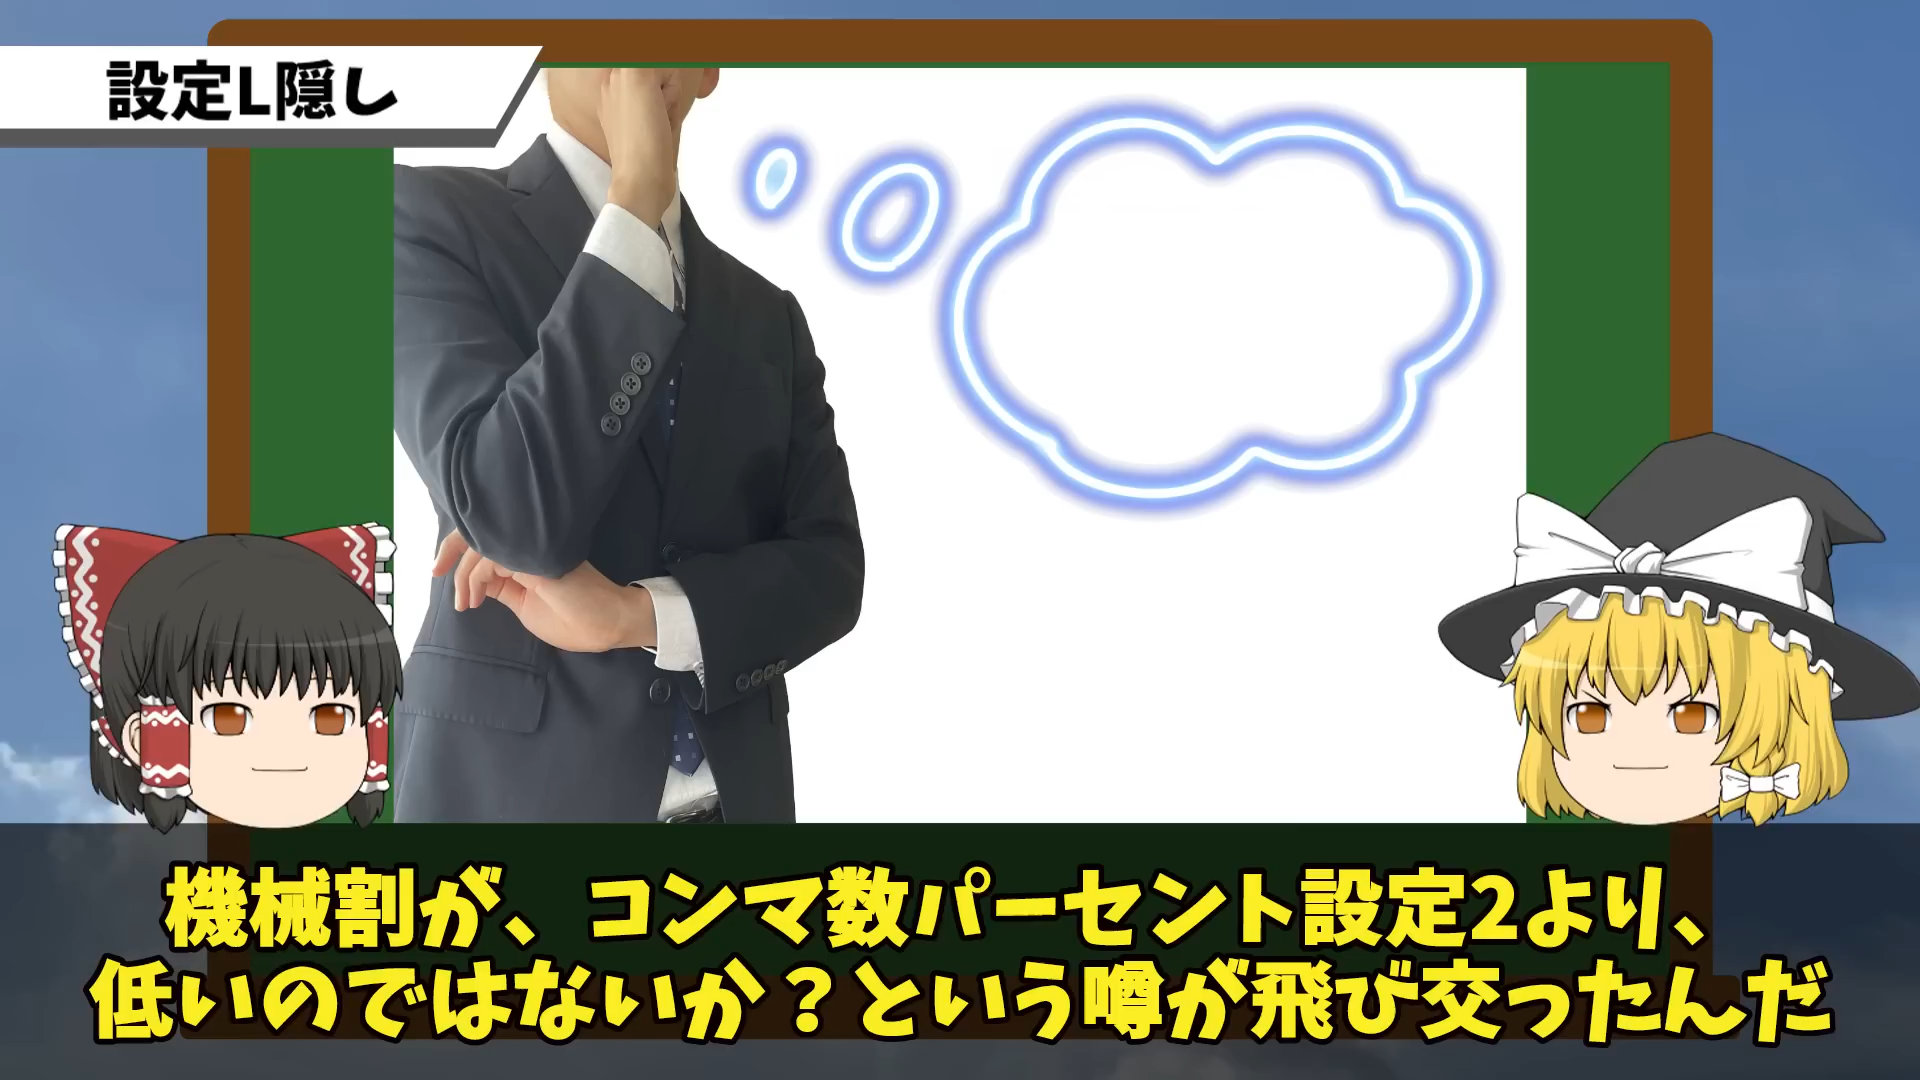 設定L隠し
機械割が、コンマ数パーセント設定2より、
低いのではないか？という噂が飛び交ったんだ